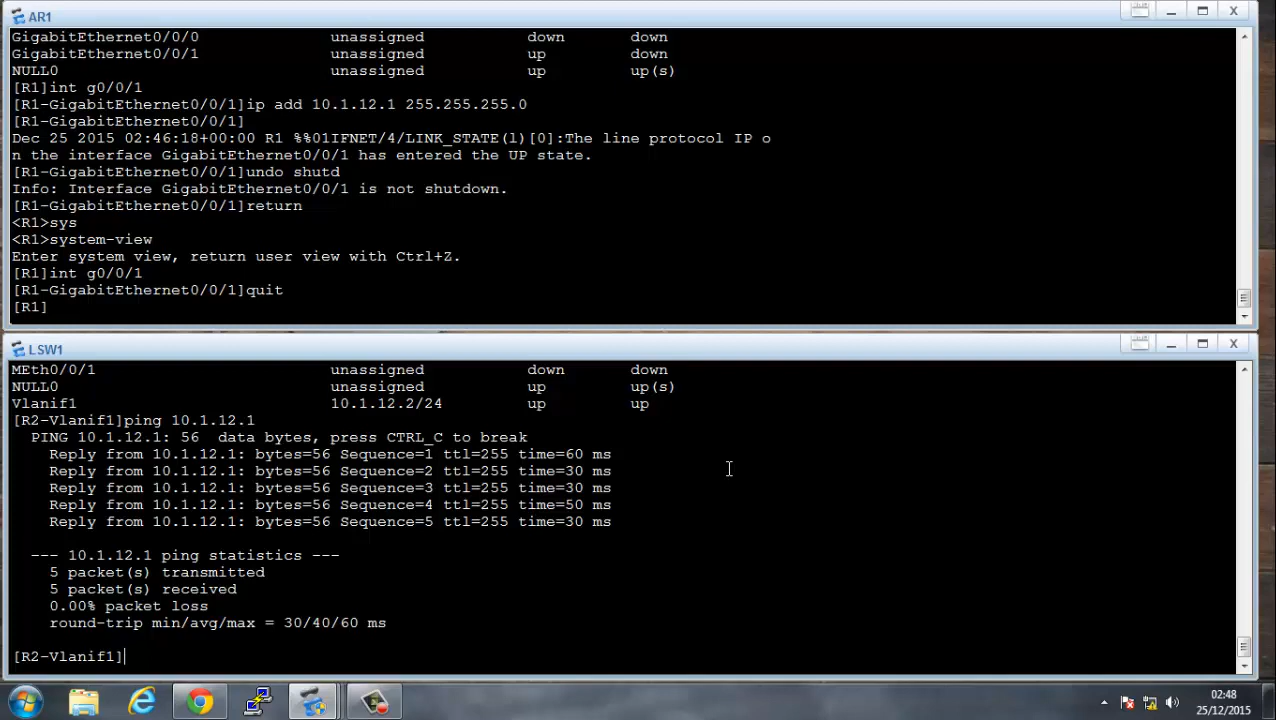 AR1
GigabitEthernet0/0/0 unassigned down down
GigabitEthernet0/0/1 unassigned up down
NULL0 unassigned up up(s)
[R1]int g0/0/1
[R1-GigabitEthernet0/0/1]ip add 10.1.12.1 255.255.255.0
[R1-GigabitEthernet0/0/1]
Dec 25 2015 02:46:18+00:00 R1 %%01IFNET/4/LINK_STATE(l)[0]:The line protocol IP o
n the interface GigabitEthernet0/0/1 has entered the UP state.
[R1-GigabitEthernet0/0/1]undo shutd
Info: Interface GigabitEthernet0/0/1 is not shutdown.
[R1-GigabitEthernet0/0/1]return
<R1>sys
<R1>system-view
Enter system view, return user view with Ctrl+Z.
[R1]int g0/0/1
[R1-GigabitEthernet0/0/1]quit
[R1]
LSW1
MEth0/0/1 unassigned down down
NULL0 unassigned up up(s)
Vlanif1 10.1.12.2/24 up up
[R2-Vlanif1]ping 10.1.12.1
PING 10.1.12.1: 56 data bytes, press CTRL_C to break
Reply from 10.1.12.1: bytes=56 Sequence=1 ttl=255 time=60 ms
Reply from 10.1.12.1: bytes=56 Sequence=2 ttl=255 time=30 ms
Reply from 10.1.12.1: bytes=56 Sequence=3 ttl=255 time=30 ms
Reply from 10.1.12.1: bytes=56 Sequence=4 ttl=255 time=50 ms
Reply from 10.1.12.1: bytes=56 Sequence=5 ttl=255 time=30 ms
--- 10.1.12.1 ping statistics ---
5 packet(s) transmitted
5 packet(s) received
0.00% packet loss
round-trip min/avg/max = 30/40/60 ms
[R2-Vlanif1]
02:48
25/12/2015